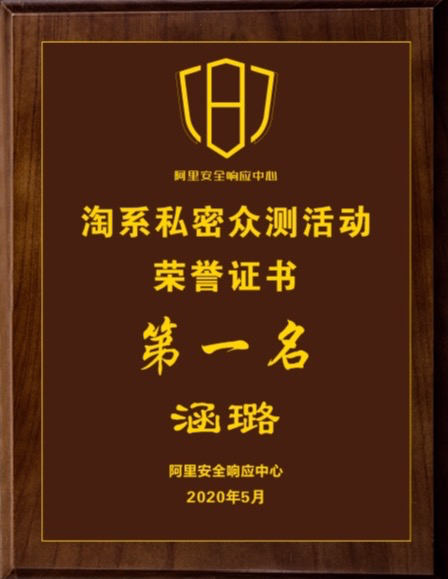 阿里安全响应中心
淘系私密众测活动
荣誉证书
第一名
涵璐
阿里安全响应中心
2020年5月